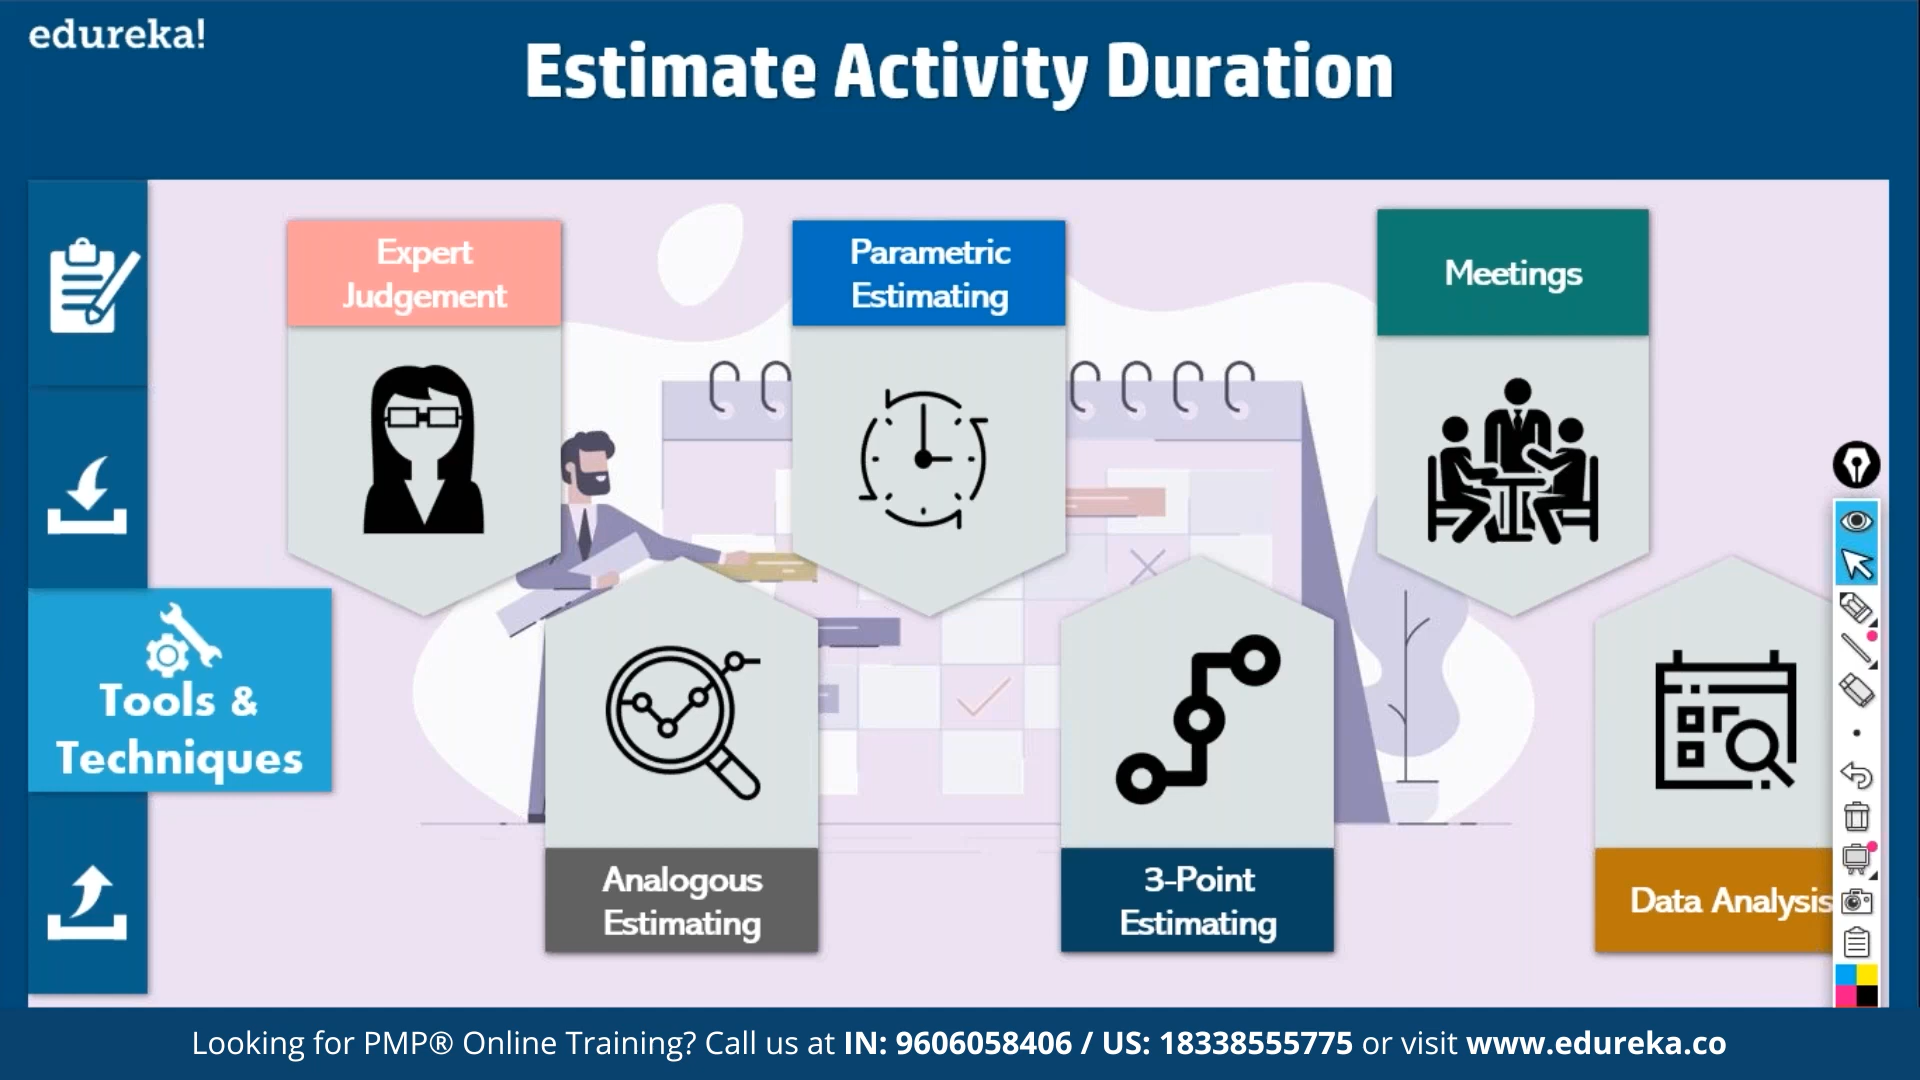 edureka!
Estimate Activity Duration
Expert
Judgement
Parametric
Estimating
Meetings
Tools &
Techniques
Analogous
Estimating
3-Point
Estimating
Data Analysis
Looking for PMP® Online Training? Call us at IN: 9606058406 / US: 18338555775 or visit www.edureka.co